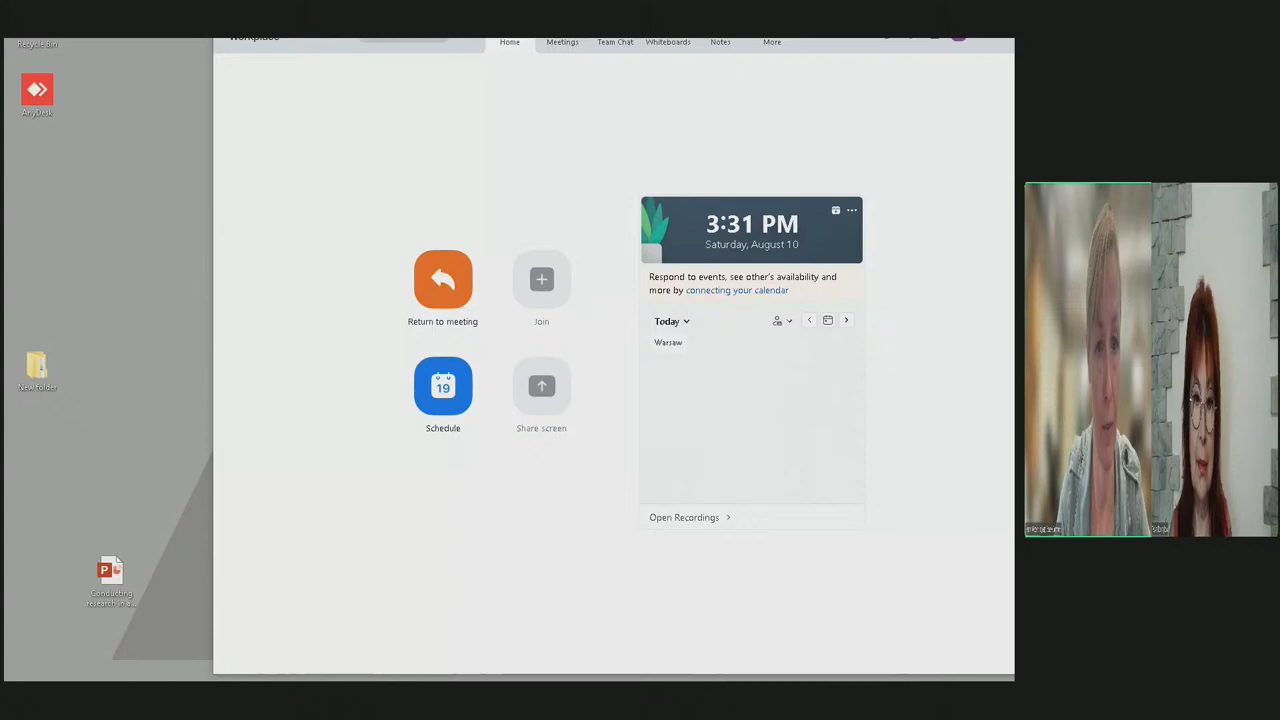 Recycle Bin
AnyDesk
New folder
Conducting
research in a...
Workplace
Home
Meetings
Team Chat
Whiteboards
Notes
More
Return to meeting
Join
19
Schedule
Share screen
3:31 PM
Saturday, August 10
Respond to events, see other's availability and
more by connecting your calendar
Today
Warsaw
Open Recordings